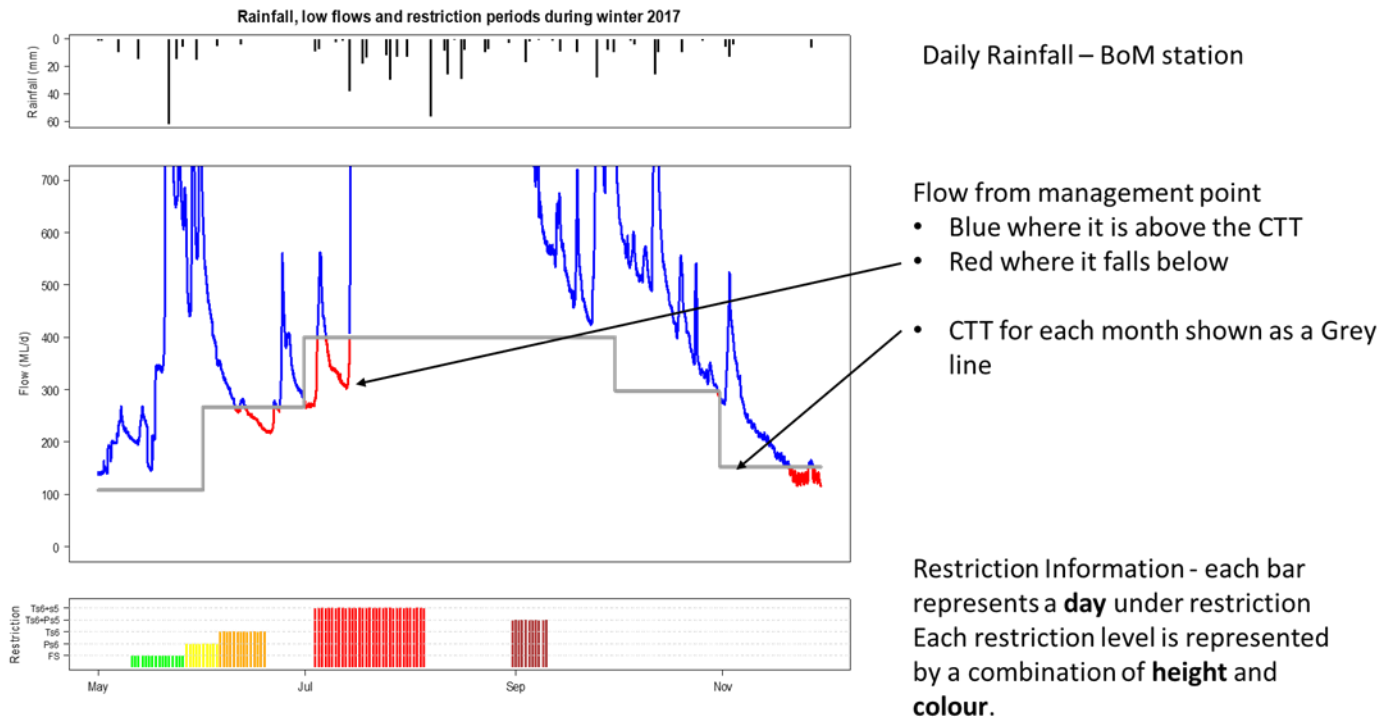 Rainfall, low flows and restriction periods during winter 2017
Rainfall (mm)
0
20
40
60
Daily Rainfall – BoM station
Flow (ML/d)
700
600
500
400
300
200
100
0
Flow from management point
• Blue where it is above the CTT
• Red where it falls below
• CTT for each month shown as a Grey
line
Restriction
Ts6+s5
Ts6+Ps5
Ts6
Ps6
FS
May
Jul
Sep
Nov
Restriction Information - each bar
represents a day under restriction
Each restriction level is represented
by a combination of height and
colour.